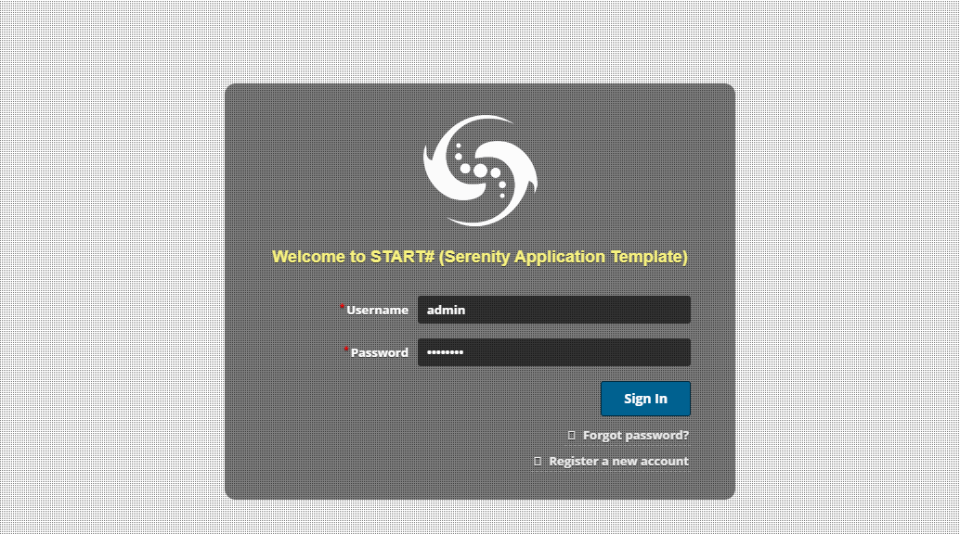 Welcome to START# (Serenity Application Template)
*Username admin
*Password ••••••••
Sign In
Forgot password?
Register a new account